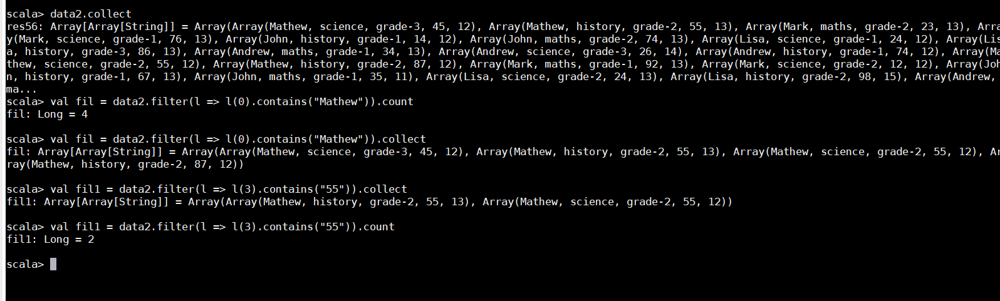 scala> data2.collect
res56: Array[Array[String]] = Array(Array(Mathew, science, grade-3, 45, 12), Array(Mathew, history, grade-2, 55, 13), Array(Mark, maths, grade-2, 23, 13), Arra
y(Mark, science, grade-1, 76, 13), Array(John, history, grade-1, 14, 12), Array(John, maths, grade-2, 74, 13), Array(Lisa, science, grade-1, 24, 12), Array(Lis
a, history, grade-3, 86, 13), Array(Andrew, maths, grade-1, 34, 13), Array(Andrew, science, grade-3, 26, 14), Array(Andrew, history, grade-1, 74, 12), Array(Ma
thew, science, grade-2, 55, 12), Array(Mathew, history, grade-2, 87, 12), Array(Mark, maths, grade-1, 92, 13), Array(Mark, science, grade-2, 12, 12), Array(Joh
n, history, grade-1, 67, 13), Array(John, maths, grade-1, 35, 11), Array(Lisa, science, grade-2, 24, 13), Array(Lisa, history, grade-2, 98, 15), Array(Andrew,
ma...
scala> val fil = data2.filter(l => l(0).contains("Mathew")).count
fil: Long = 4
scala> val fil = data2.filter(l => l(0).contains("Mathew")).collect
fil: Array[Array[String]] = Array(Array(Mathew, science, grade-3, 45, 12), Array(Mathew, history, grade-2, 55, 13), Array(Mathew, science, grade-2, 55, 12), Ar
ray(Mathew, history, grade-2, 87, 12))
scala> val fil1 = data2.filter(l => l(3).contains("55")).collect
fil1: Array[Array[String]] = Array(Array(Mathew, history, grade-2, 55, 13), Array(Mathew, science, grade-2, 55, 12))
scala> val fil1 = data2.filter(l => l(3).contains("55")).count
fil1: Long = 2
scala>